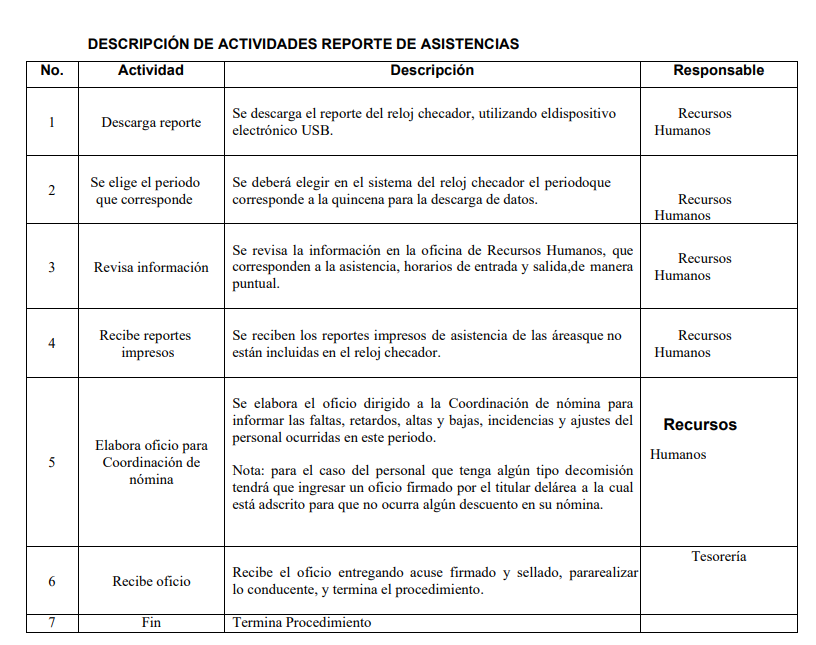 DESCRIPCIÓN DE ACTIVIDADES REPORTE DE ASISTENCIAS
No. Actividad Descripción Responsable
1
Descarga reporte
Se descarga el reporte del reloj checador, utilizando eldispositivo
electrónico USB.
Recursos
Humanos
2
Se elige el periodo
que corresponde
Se deberá elegir en el sistema del reloj checador el periodoque
corresponde a la quincena para la descarga de datos.
Recursos
Humanos
3
Revisa información
Se revisa la información en la oficina de Recursos Humanos, que
corresponden a la asistencia, horarios de entrada y salida,de manera
puntual.
Recursos
Humanos
4
Recibe reportes
impresos
Se reciben los reportes impresos de asistencia de las áreasque no
están incluidas en el reloj checador.
Recursos
Humanos
5
Elabora oficio para
Coordinación de
nómina
Se elabora el oficio dirigido a la Coordinación de nómina para
informar las faltas, retardos, altas y bajas, incidencias y ajustes del
personal ocurridas en este periodo.
Nota: para el caso del personal que tenga algún tipo decomisión
tendrá que ingresar un oficio firmado por el titular delárea a la cual
está adscrito para que no ocurra algún descuento en su nómina.
Recursos
Humanos
6
Recibe oficio
Recibe el oficio entregando acuse firmado y sellado, pararealizar
lo conducente, y termina el procedimiento.
Tesorería
7
Fin
Termina Procedimiento